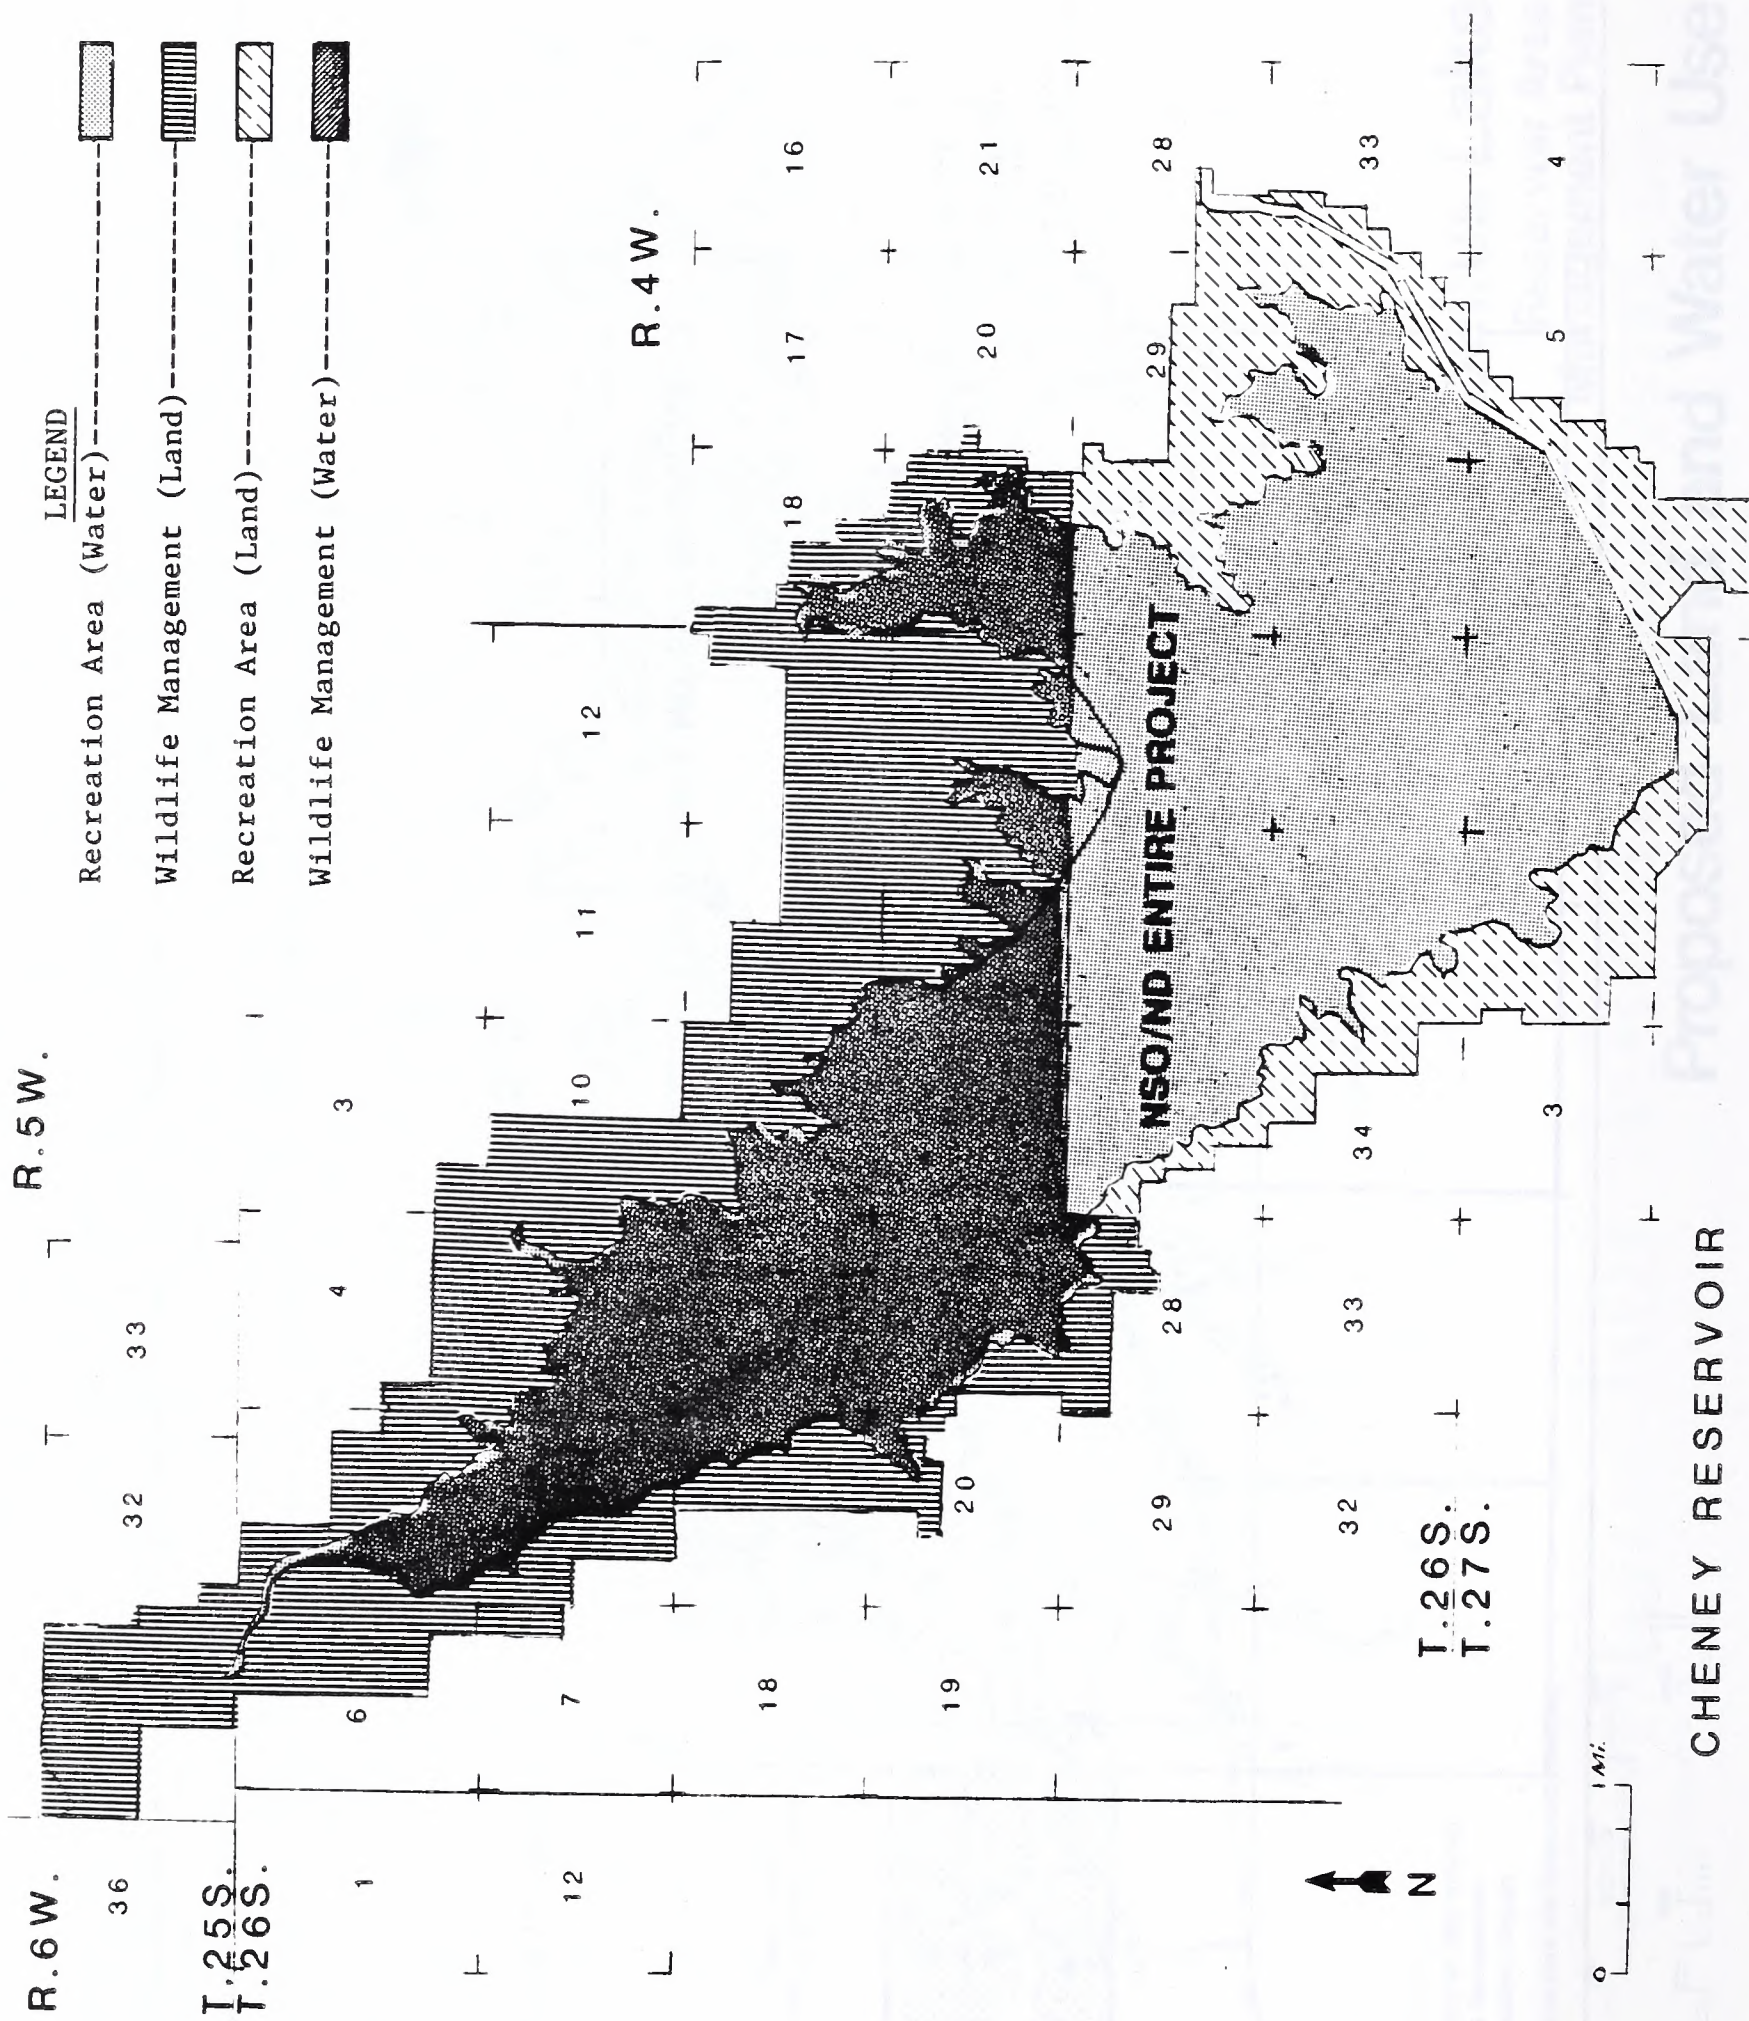 LEGEND
Recreation Area (Water)
Wildlife Management (Land)
Recreation Area (Land)
Wildlife Management (Water)
R.6W.
R.5W.
R.4W.
36
32
33
T.25S.
T.26S.
1
6
4
3
12
7
10
11
12
18
18
17
16
19
20
20
21
29
28
29
28
32
33
34
33
NSO/ND ENTIRE PROJECT
T.26S.
T.27S.
3
5
4
N
0
1 Mi.
CHENEY RESERVOIR
and Water Use